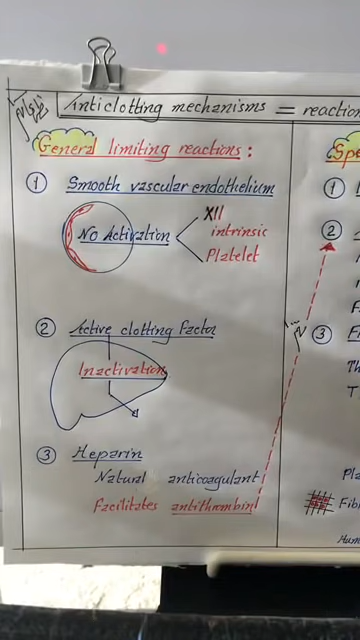 Anticlotting mechanisms = reaction
General limiting reactions :
① Smooth vascular endothelium
No Activation
XII
intrinsic
Platelet
② Active clotting factor
Inactivation
③ Heparin
Natural anticoagulant
Facilitates antithrombin
Spe
①
②
③
Th
T
Pla
Fib
Hum